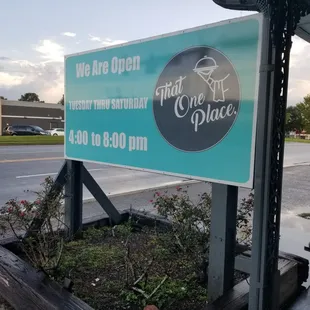 We Are Open
TUESDAY THRU SATURDAY
4:00 to 8:00 pm
That
One
Place.